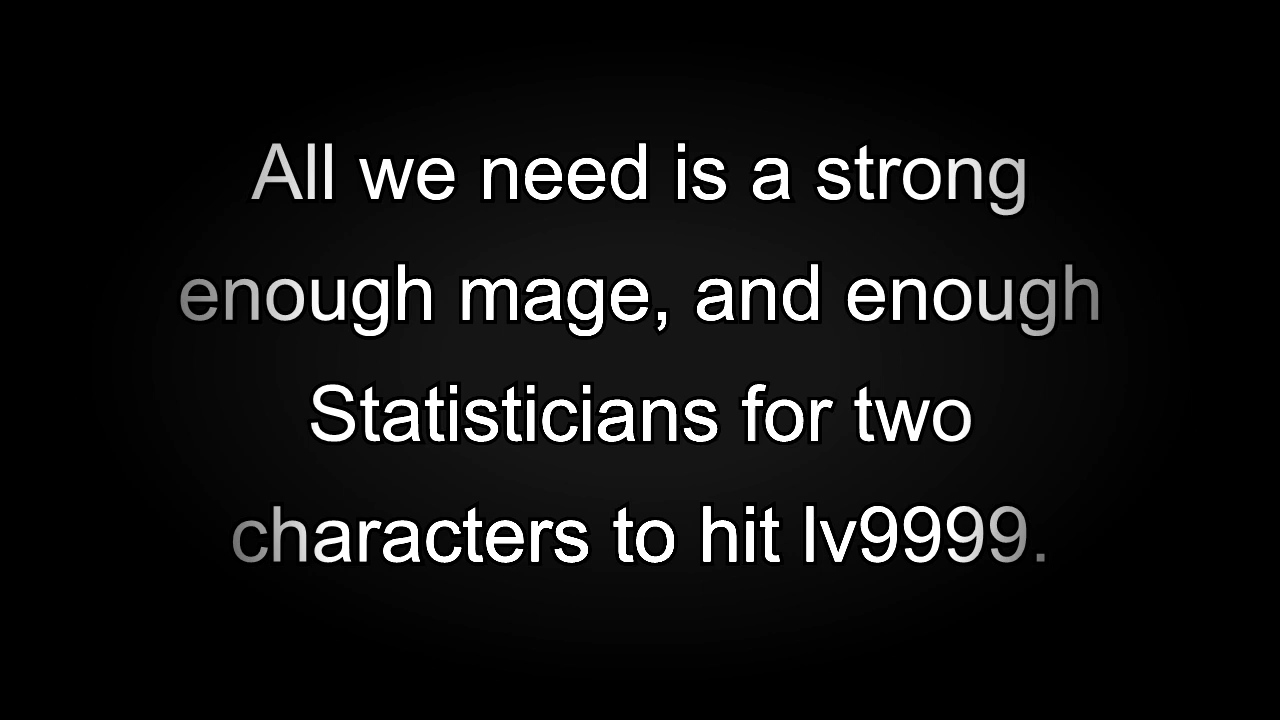 All we need is a strong
enough mage, and enough
Statisticians for two
characters to hit lv9999.